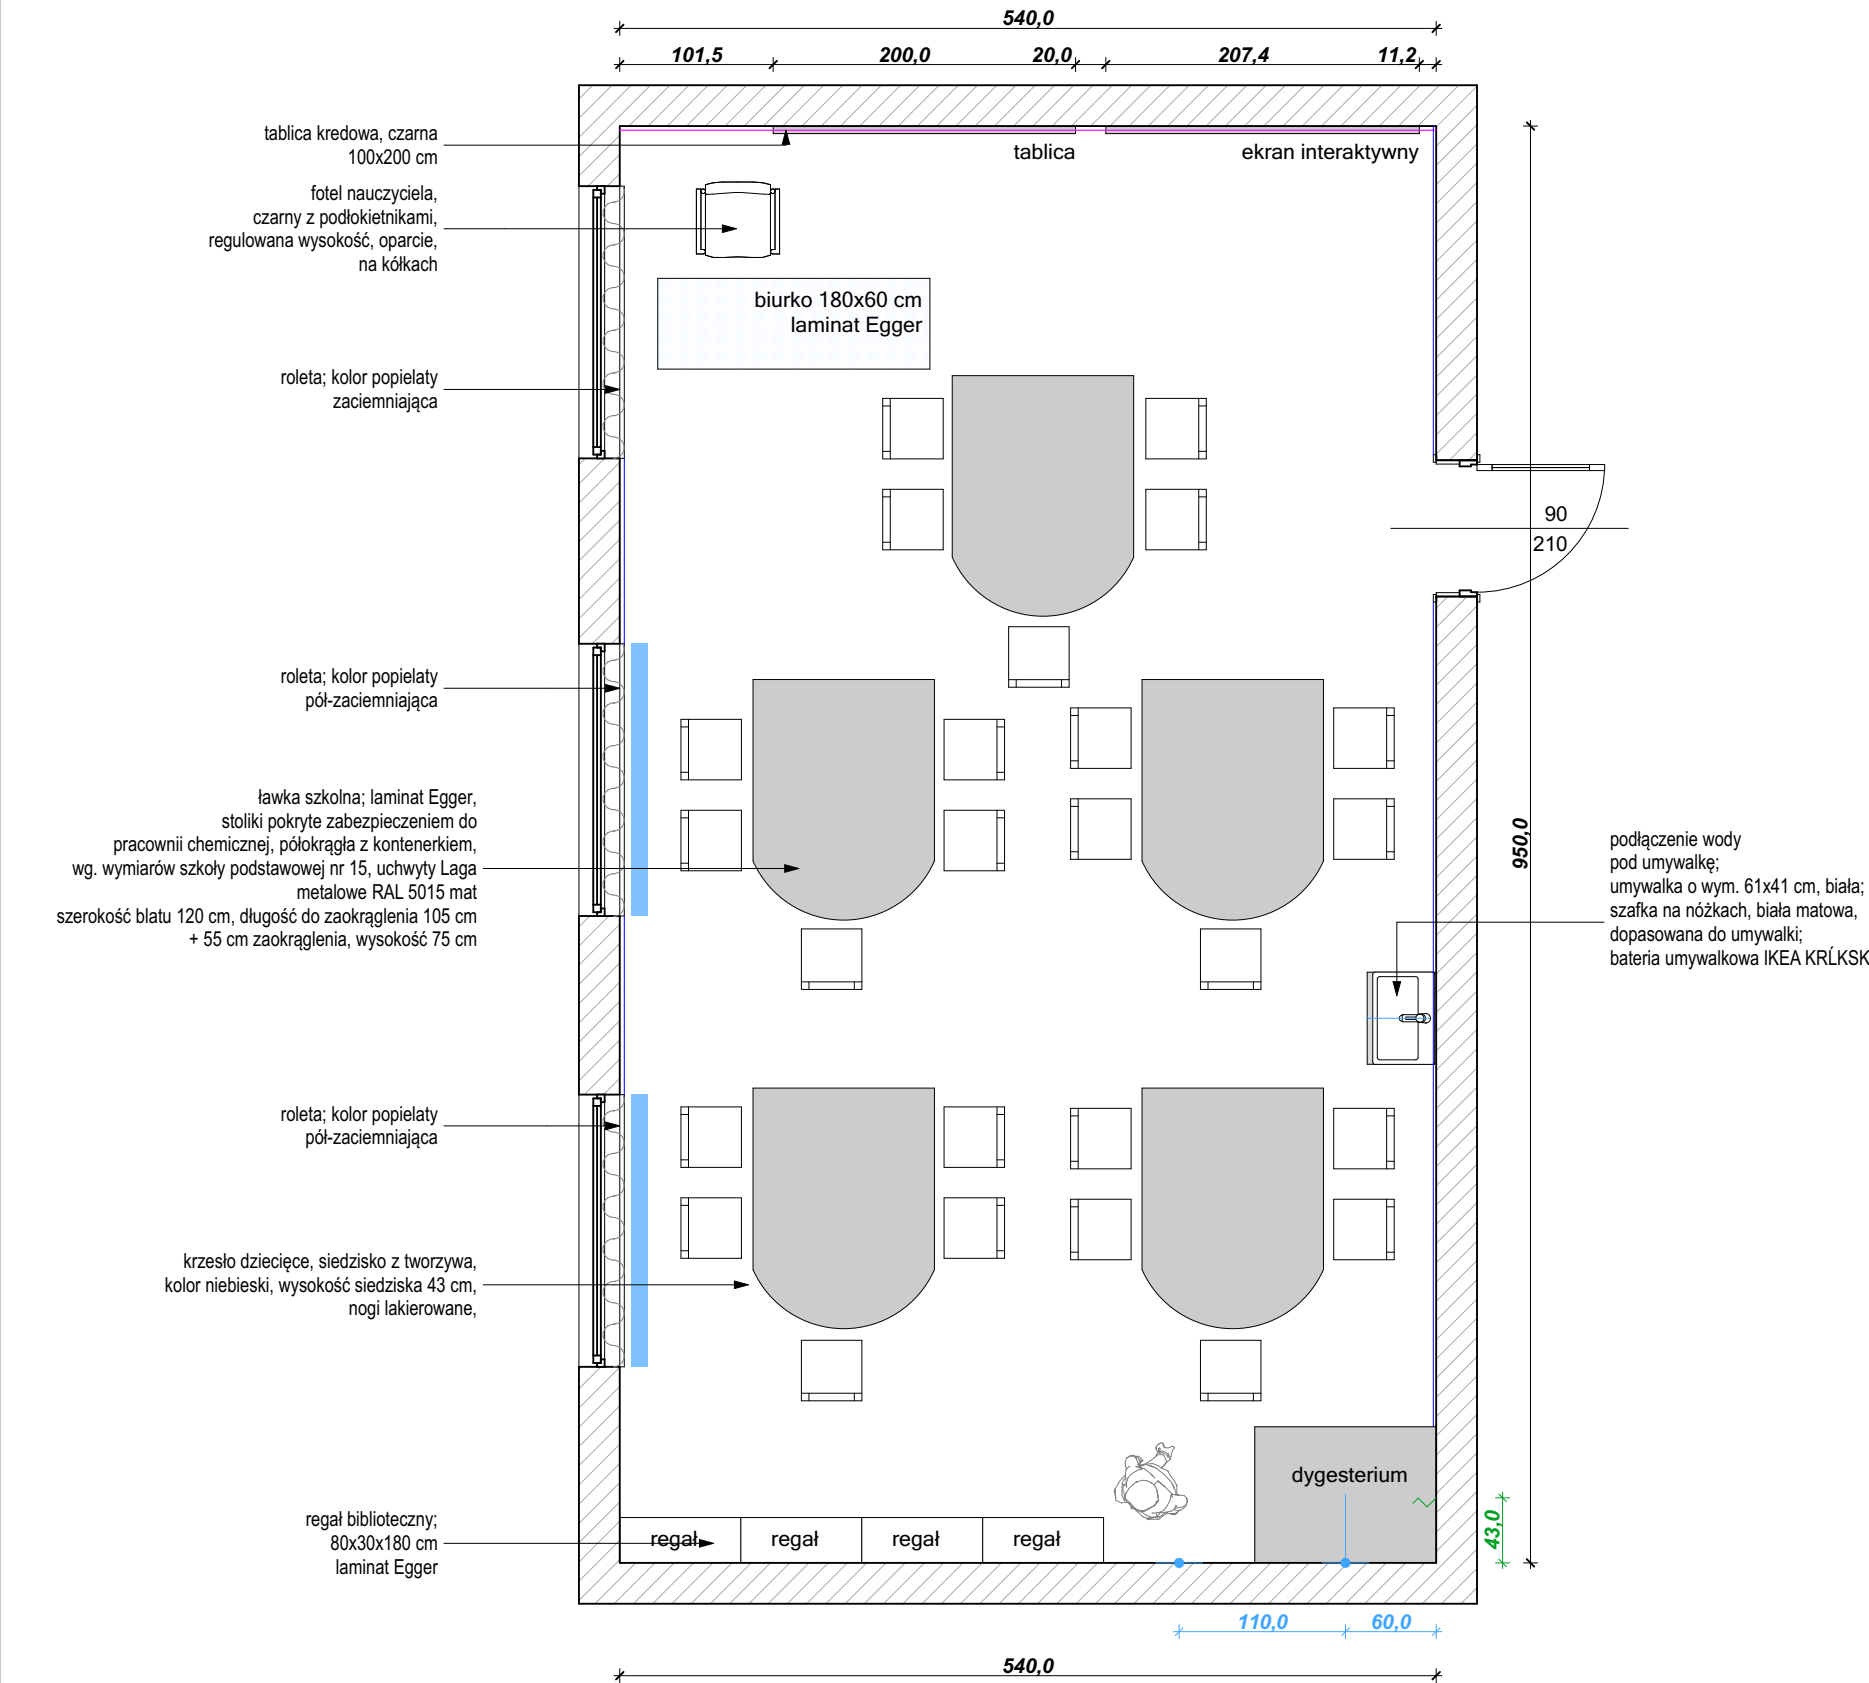 540,0
101,5
200,0
20,0
207,4
11,2
tablica kredowa, czarna
100x200 cm
tablica
ekran interaktywny
fotel nauczyciela,
czarny z podłokietnikami,
regulowana wysokość, oparcie,
na kółkach
biurko 180x60 cm
laminat Egger
roleta; kolor popielaty
zaciemniająca
90
210
roleta; kolor popielaty
pół-zaciemniająca
ławka szkolna; laminat Egger,
stoliki pokryte zabezpieczeniem do
pracownii chemicznej, półokrągła z kontenerkiem,
wg. wymiarów szkoły podstawowej nr 15, uchwyty Laga
metalowe RAL 5015 mat
szerokość blatu 120 cm, długość do zaokrąglenia 105 cm
+ 55 cm zaokrąglenia, wysokość 75 cm
950,0
podłączenie wody
pod umywalkę;
umywalka o wym. 61x41 cm, biała;
szafka na nóżkach, biała matowa,
dopasowana do umywalki;
bateria umywalkowa IKEA KRĹKSK
roleta; kolor popielaty
pół-zaciemniająca
krzesło dziecięce, siedzisko z tworzywa,
kolor niebieski, wysokość siedziska 43 cm,
nogi lakierowane,
dygesterium
43,0
regał biblioteczny;
80x30x180 cm
laminat Egger
regał
regał
regał
regał
110,0
60,0
540,0